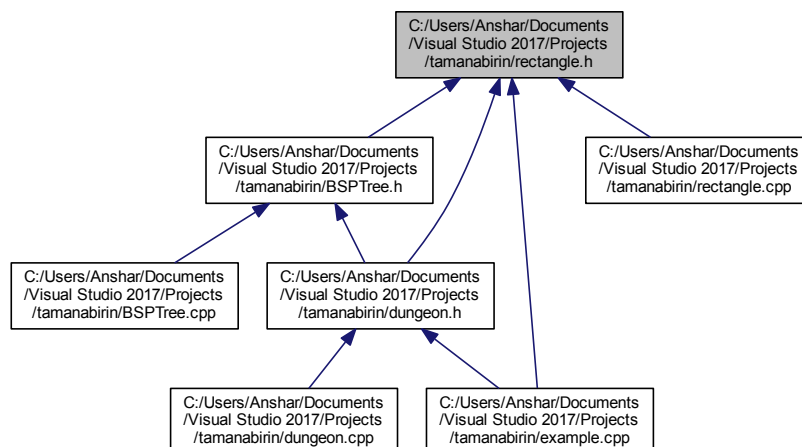 C:/Users/Anshar/Documents
/Visual Studio 2017/Projects
/tamanabirin/rectangle.h
C:/Users/Anshar/Documents
/Visual Studio 2017/Projects
/tamanabirin/BSPTree.h
C:/Users/Anshar/Documents
/Visual Studio 2017/Projects
/tamanabirin/rectangle.cpp
C:/Users/Anshar/Documents
/Visual Studio 2017/Projects
/tamanabirin/BSPTree.cpp
C:/Users/Anshar/Documents
/Visual Studio 2017/Projects
/tamanabirin/dungeon.h
C:/Users/Anshar/Documents
/Visual Studio 2017/Projects
/tamanabirin/dungeon.cpp
C:/Users/Anshar/Documents
/Visual Studio 2017/Projects
/tamanabirin/example.cpp